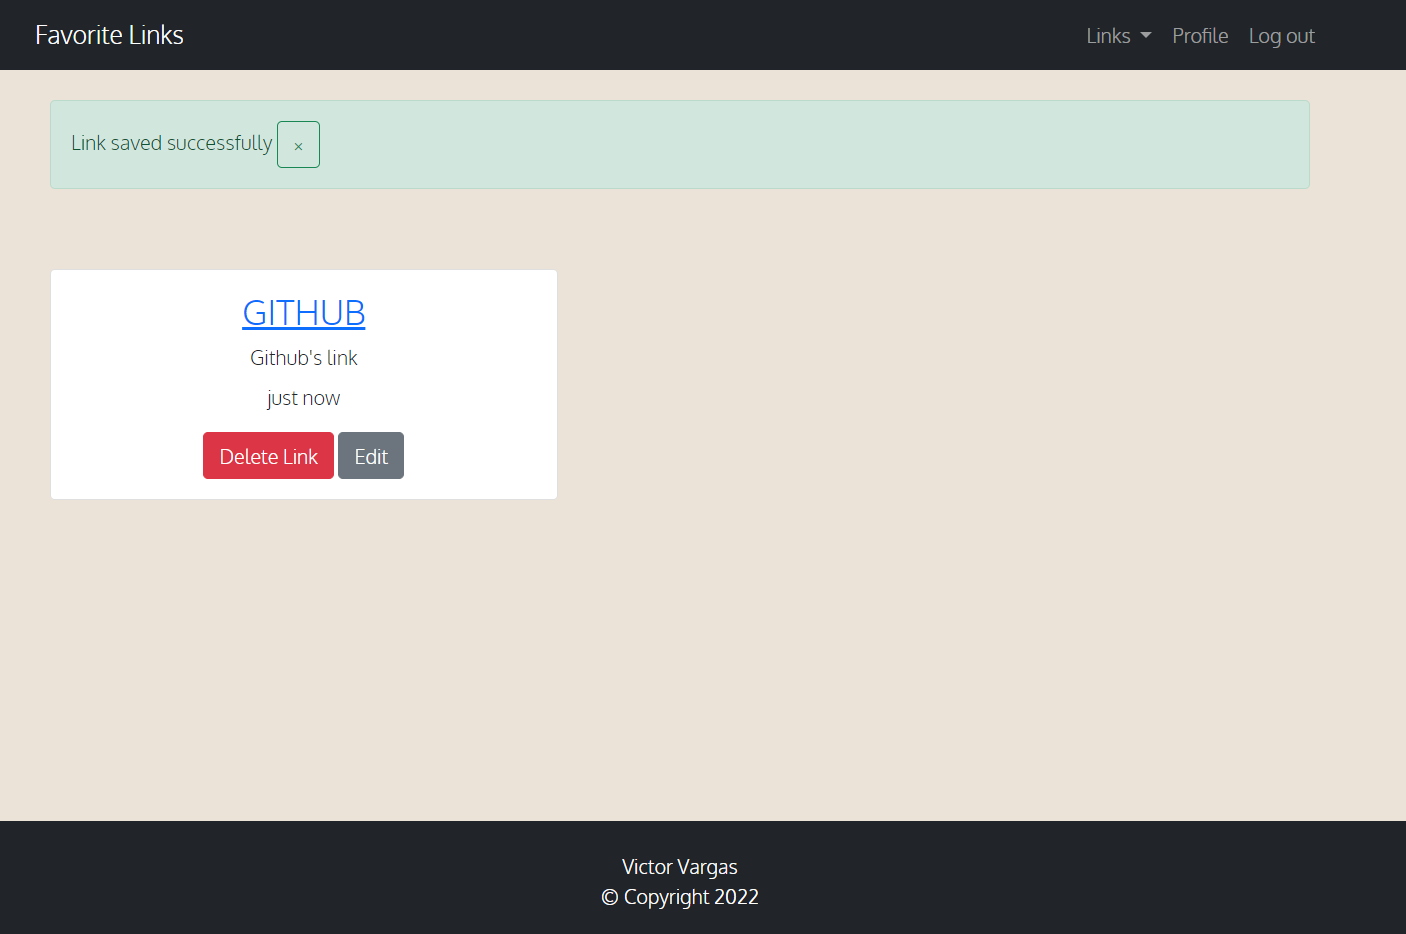 Favorite Links Links Profile Log out
Link saved successfully ×
GITHUB
Github's link
just now
Delete Link Edit
Victor Vargas
© Copyright 2022